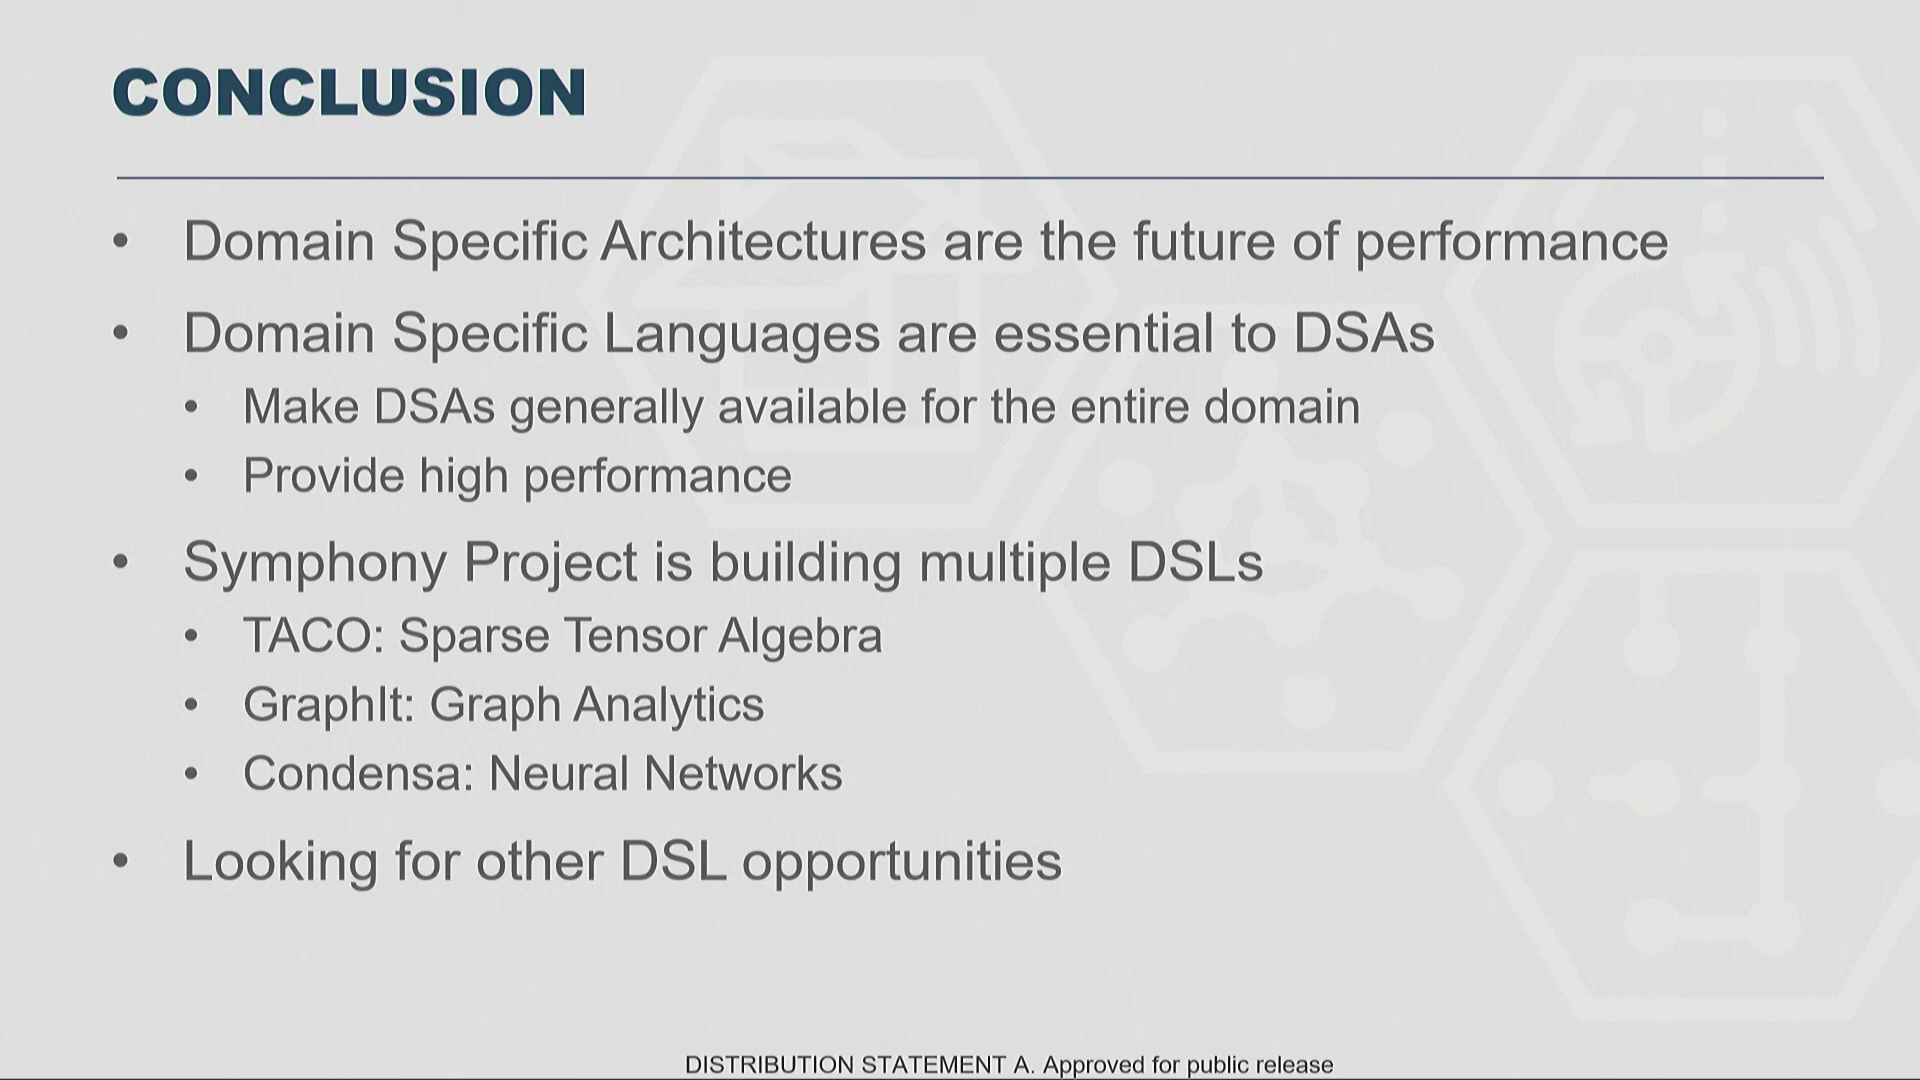 CONCLUSION
• Domain Specific Architectures are the future of performance
• Domain Specific Languages are essential to DSAs
• Make DSAs generally available for the entire domain
• Provide high performance
• Symphony Project is building multiple DSLs
• TACO: Sparse Tensor Algebra
• GraphIt: Graph Analytics
• Condensa: Neural Networks
• Looking for other DSL opportunities
DISTRIBUTION STATEMENT A. Approved for public release